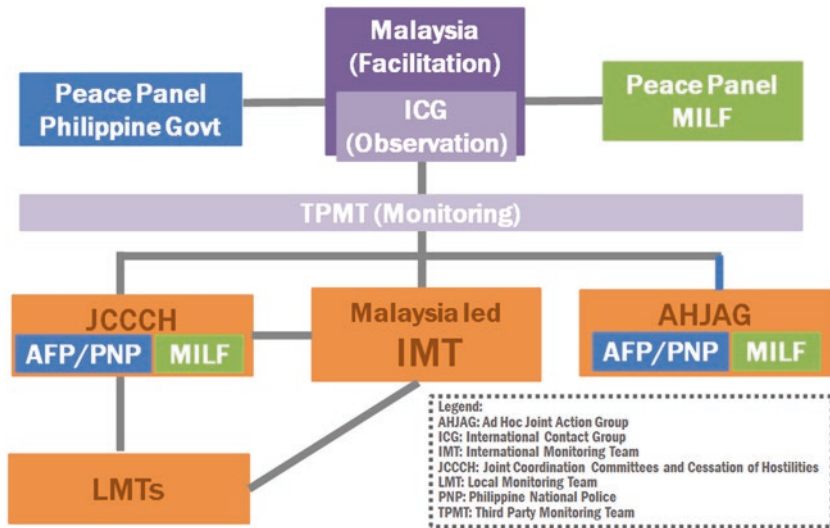 Malaysia
(Facilitation)
Peace Panel
Philippine Govt
ICG
(Observation)
Peace Panel
MILF
TPMT (Monitoring)
JCCCH
AFP/PNP
MILF
Malaysia led
IMT
AHJAG
AFP/PNP
MILF
LMTs
Legend:
AHJAG: Ad Hoc Joint Action Group
ICG: International Contact Group
IMT: International Monitoring Team
JCCCH: Joint Coordination Committees and Cessation of Hostilities
LMT: Local Monitoring Team
PNP: Philippine National Police
TPMT: Third Party Monitoring Team